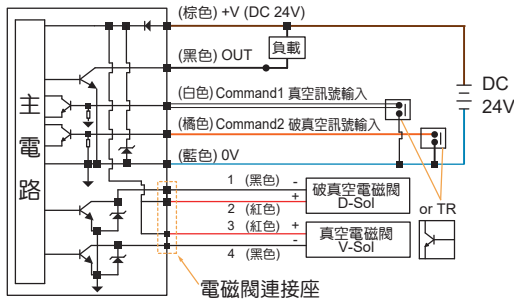 (棕色) +V (DC 24V)
(黑色) OUT
負載
(白色) Command1 真空訊號輸入
DC
24V
主電路
(橘色) Command2 破真空訊號輸入
(藍色) 0V
1 (黑色) -
破真空電磁閥
D-Sol
2 (紅色) +
or TR
3 (紅色) +
真空電磁閥
V-Sol
4 (黑色) -
電磁閥連接座